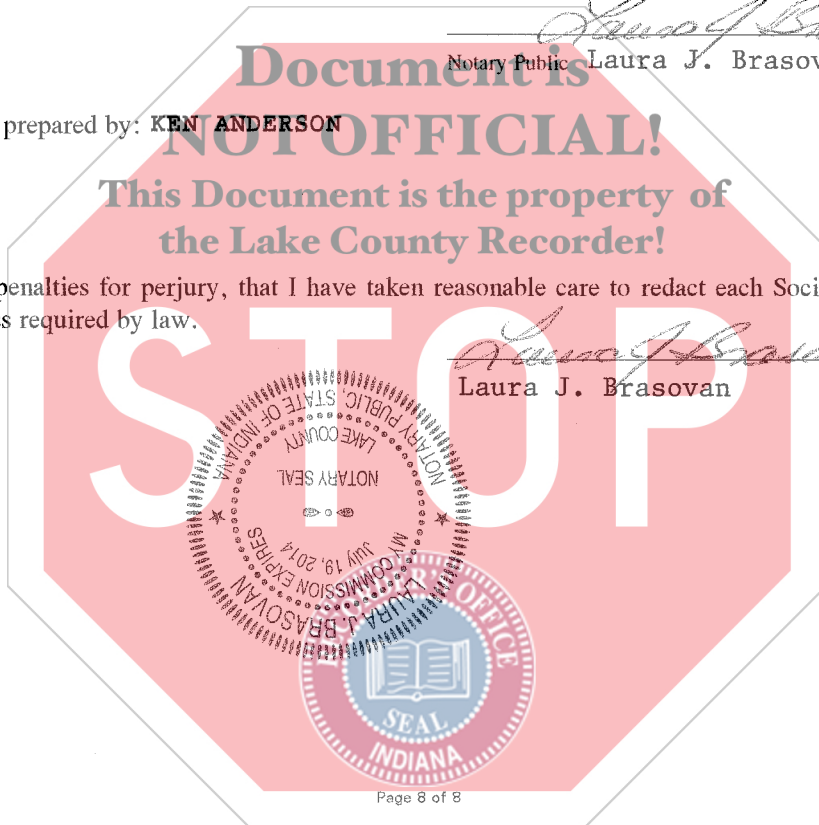 Notary Public Laura J. Brasov
Document is
prepared by: KEN ANDERSON
NOT OFFICIAL!
This Document is the property of
the Lake County Recorder!
penalties for perjury, that I have taken reasonable care to redact each Soci
s required by law.
STOP
Laura J. Brasovan
NOTARY PUBLIC, STATE OF INDIANA
LAKE COUNTY
NOTARY SEAL
MY COMMISSION EXPIRES
July 19, 2014
LAURA J. BRASOVAN
RECORDER'S OFFICE
SEAL
INDIANA
Page 8 of 8